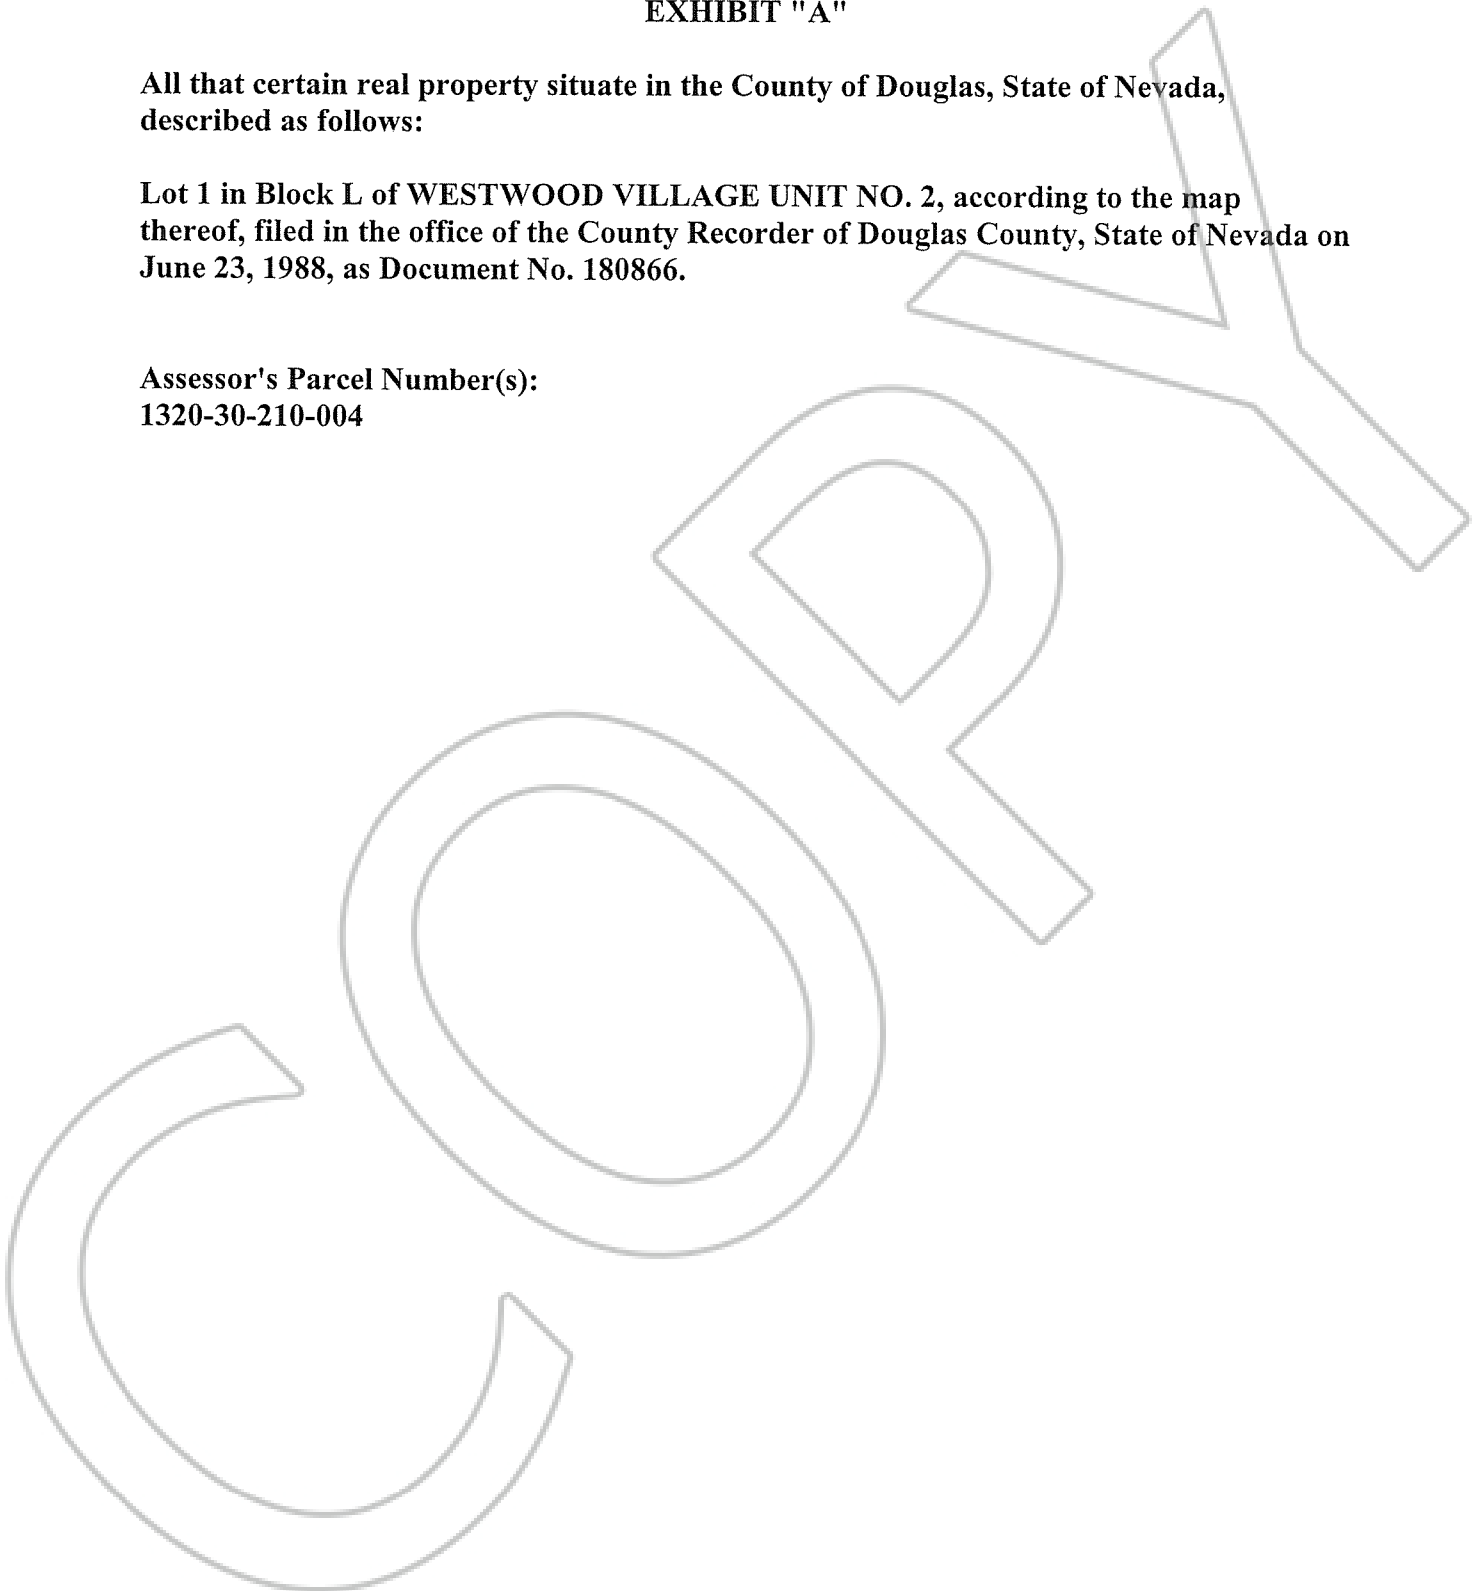 EXHIBIT "A"
All that certain real property situate in the County of Douglas, State of Nevada,
described as follows:
Lot 1 in Block L of WESTWOOD VILLAGE UNIT NO. 2, according to the map
thereof, filed in the office of the County Recorder of Douglas County, State of Nevada on
June 23, 1988, as Document No. 180866.
Assessor's Parcel Number(s):
1320-30-210-004
COPY